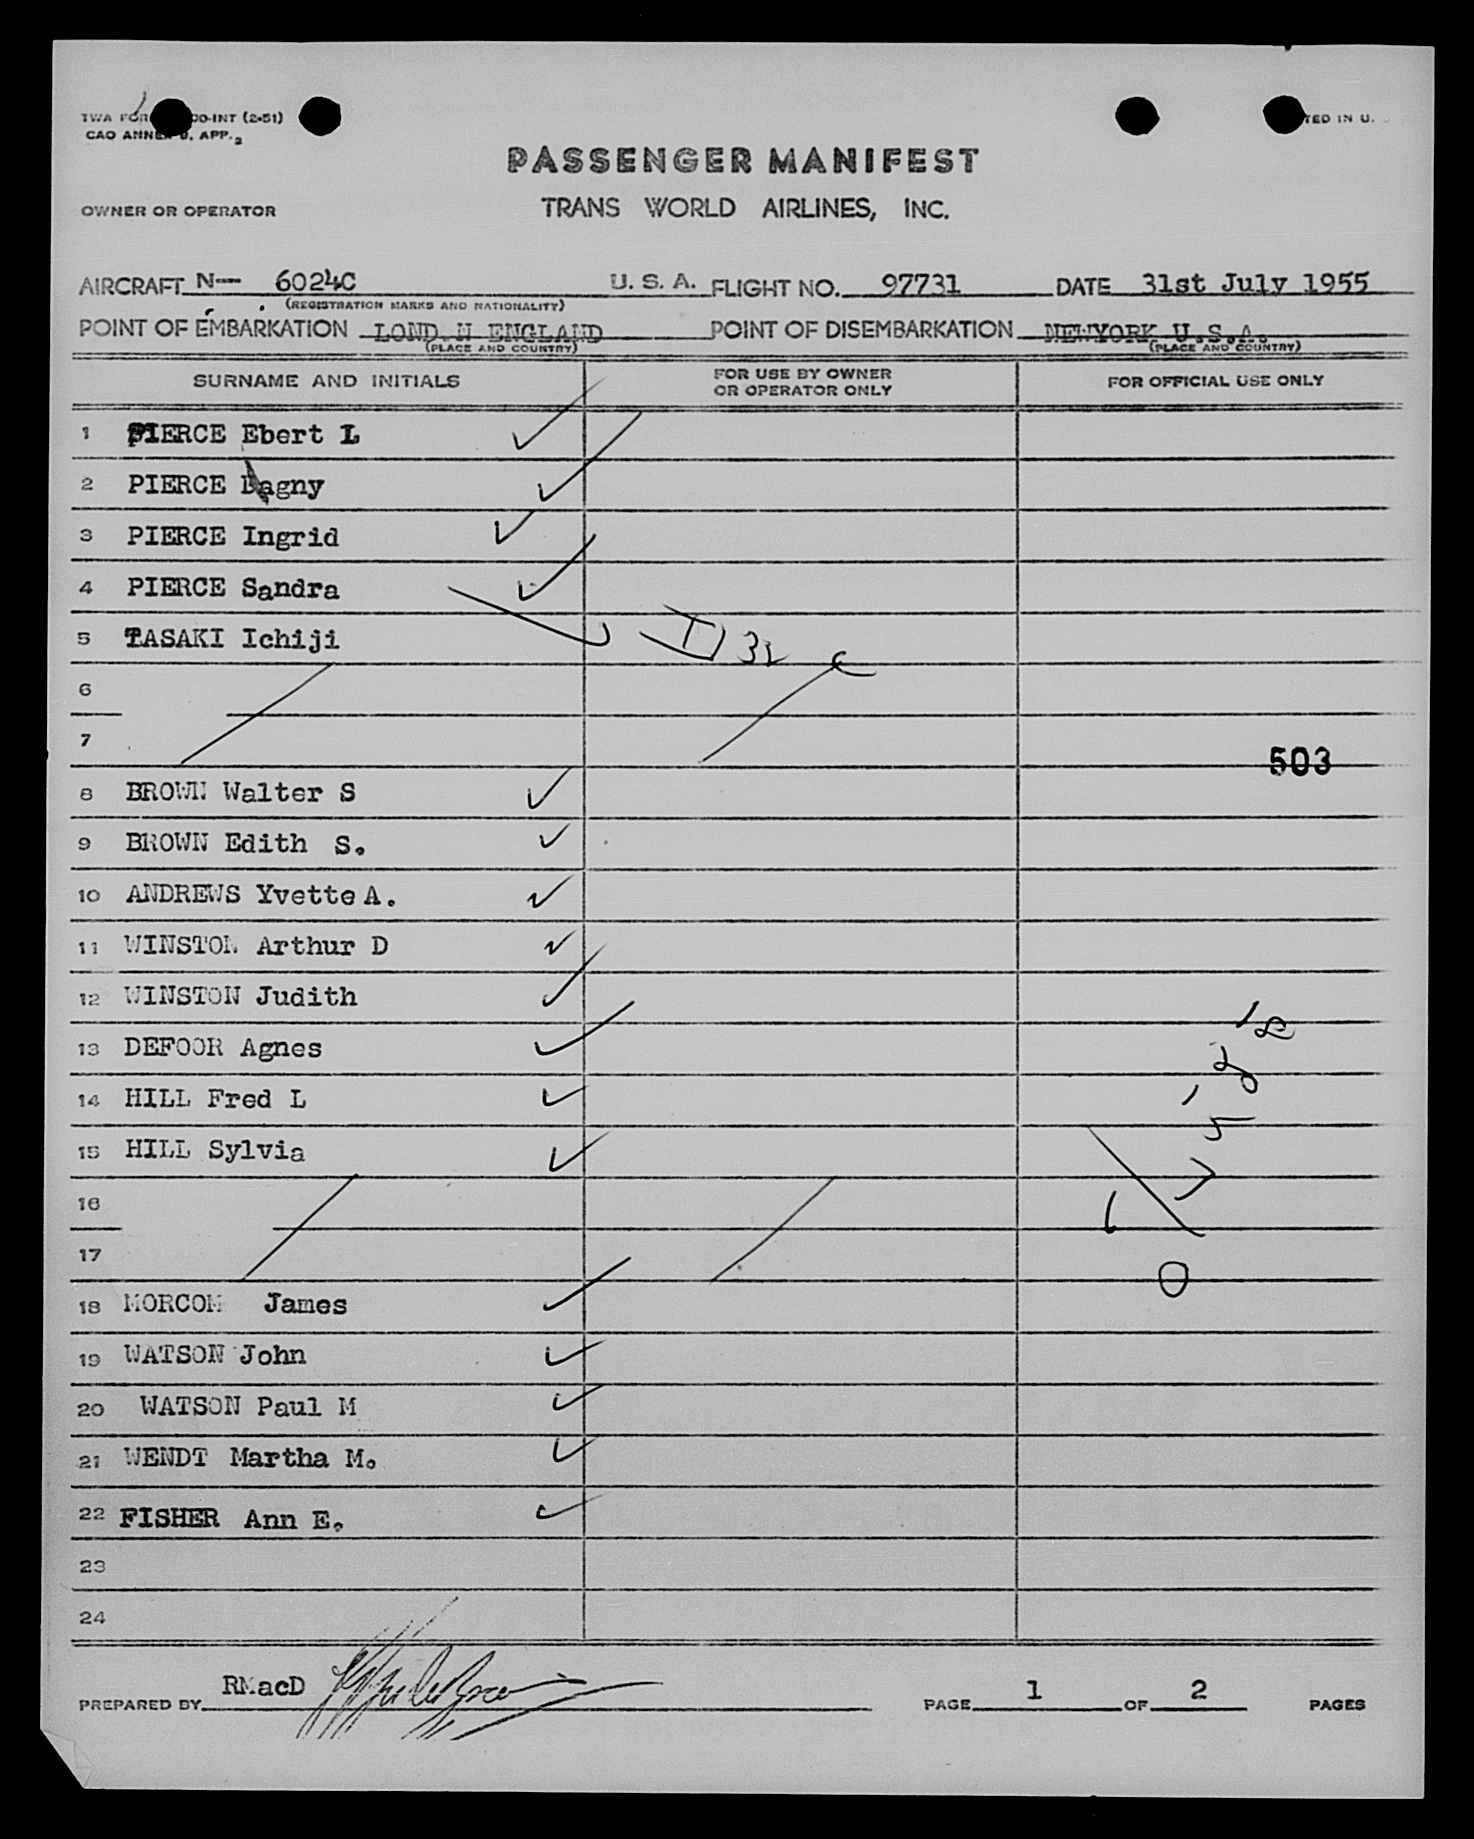 TWA FOR 00-INT (2-51)
CAO ANNEX 9, APP. 2
TED IN U.
PASSENGER MANIFEST
TRANS WORLD AIRLINES, INC.
OWNER OR OPERATOR
AIRCRAFT N-- 6024C U. S. A. FLIGHT NO. 97731 DATE 31st July 1955
(REGISTRATION MARKS AND NATIONALITY)
POINT OF EMBARKATION LOND.N ENGLAND POINT OF DISEMBARKATION NEWYORK U.S.A.
(PLACE AND COUNTRY) (PLACE AND COUNTRY)
SURNAME AND INITIALS FOR USE BY OWNER OR OPERATOR ONLY FOR OFFICIAL USE ONLY
1 PIERCE Ebert L
2 PIERCE Dagny
3 PIERCE Ingrid
4 PIERCE Sandra
5 TASAKI Ichiji
6
7
503
8 BROWN Walter S
9 BROWN Edith S.
10 ANDREWS Yvette A.
11 WINSTON Arthur D
12 WINSTON Judith
13 DEFOOR Agnes
14 HILL Fred L
15 HILL Sylvia
16
17
18 MORCOM James
19 WATSON John
20 WATSON Paul M
21 WENDT Martha M.
22 FISHER Ann E.
23
24
PREPARED BY RMacD PAGE 1 OF 2 PAGES